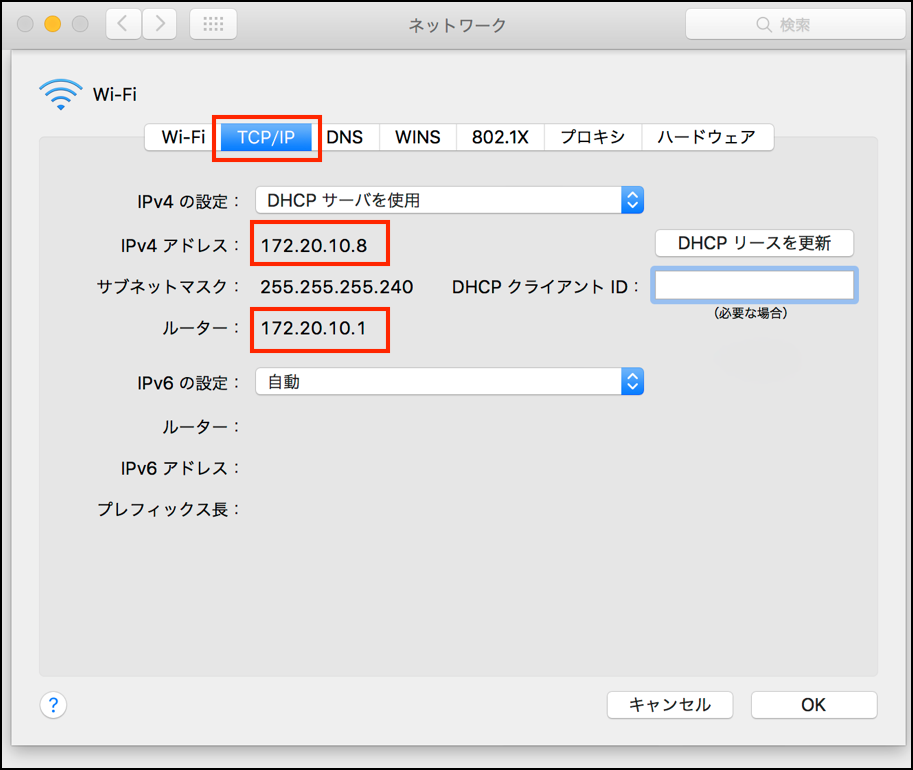 ネットワーク
検索
Wi-Fi
Wi-Fi TCP/IP DNS WINS 802.1X プロキシ ハードウェア
IPv4 の設定： DHCP サーバを使用
IPv4 アドレス： 172.20.10.8 DHCP リースを更新
サブネットマスク： 255.255.255.240 DHCP クライアント ID：
（必要な場合）
ルーター： 172.20.10.1
IPv6 の設定： 自動
ルーター：
IPv6 アドレス：
プレフィックス長：
? キャンセル OK